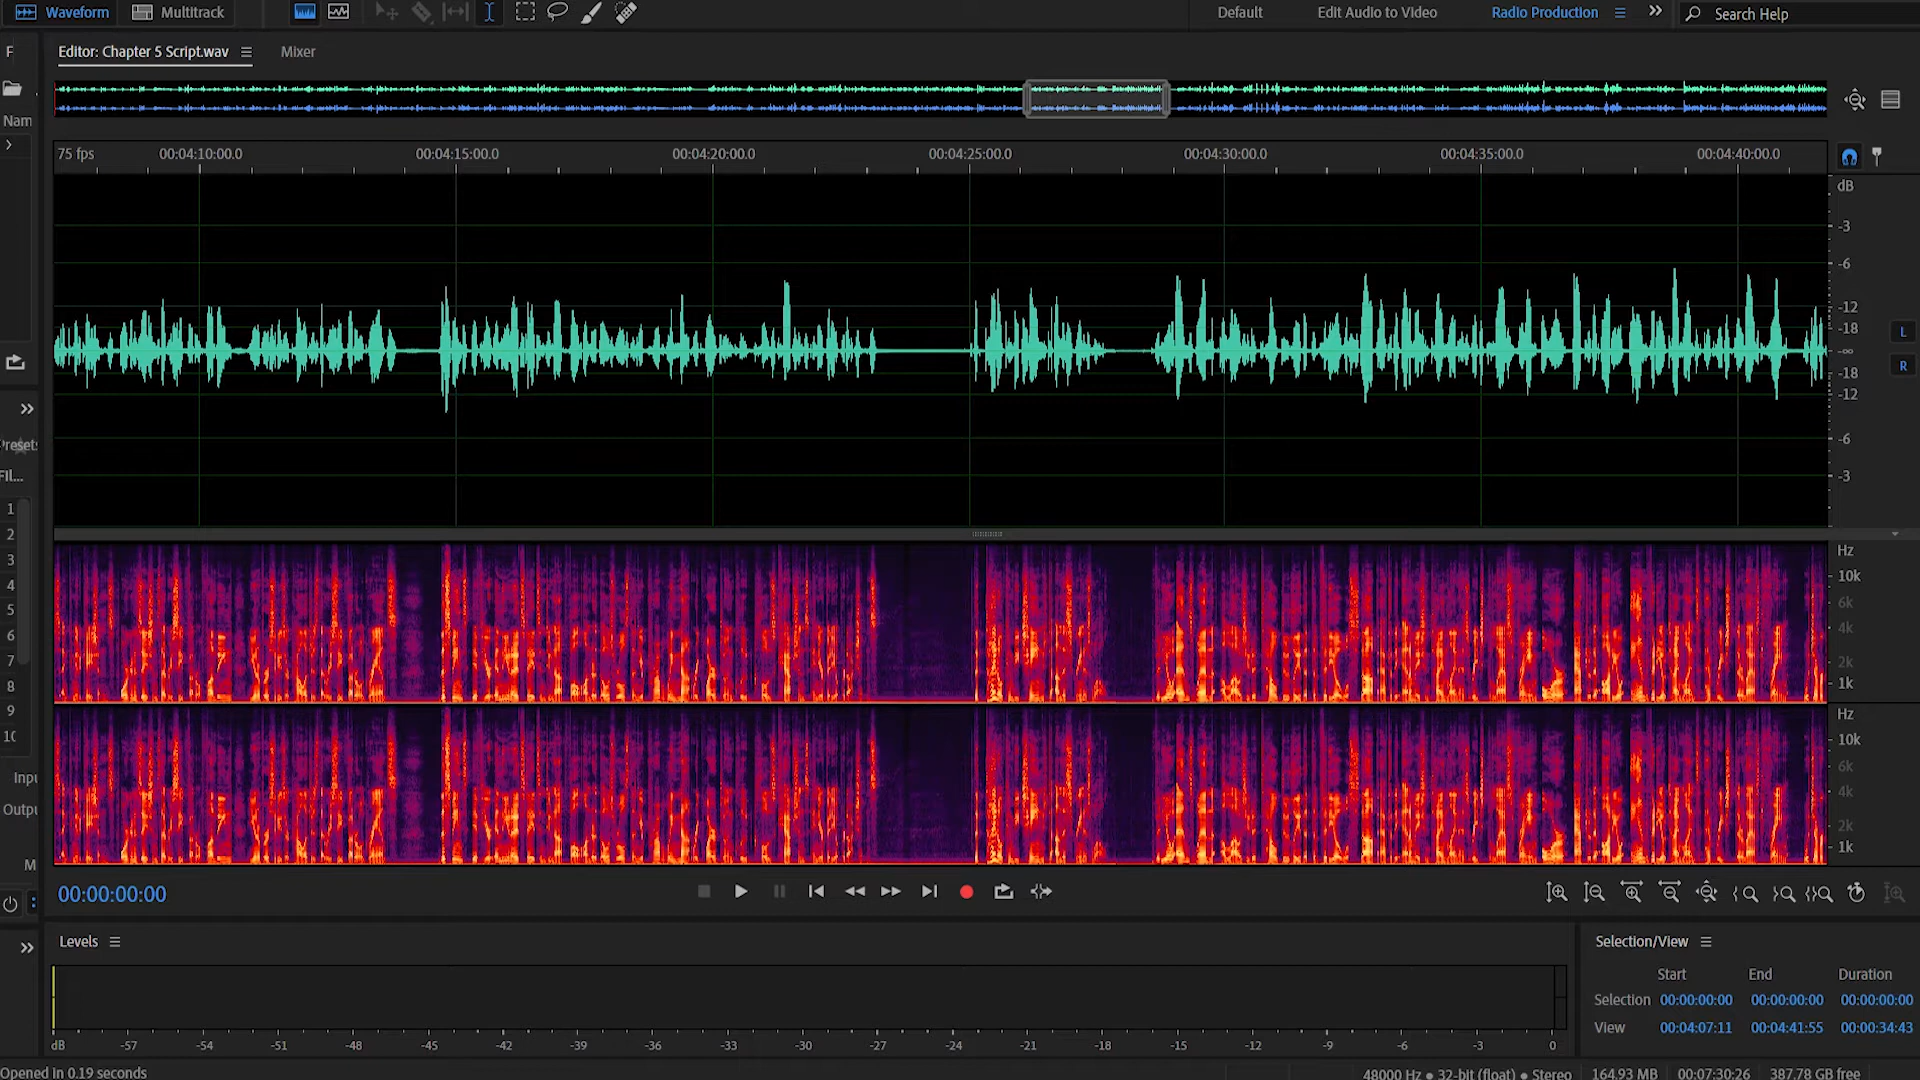 Waveform Multitrack Default Edit Audio to Video Radio Production Search Help
F Editor: Chapter 5 Script.wav Mixer
Nam
75 fps 00:04:10:00.0 00:04:15:00.0 00:04:20:00.0 00:04:25:00.0 00:04:30:00.0 00:04:35:00.0 00:04:40:00.0
dB
-3
-6
-12
-18
-∞
-18
-12
-6
-3
L
R
Presets
Fil...
1
2
3
4
5
6
7
8
9
10
Hz
10k
6k
4k
2k
1k
Hz
10k
6k
4k
2k
1k
Inpu
Outpu
M
00:00:00:00
Levels
dB -57 -54 -51 -48 -45 -42 -39 -36 -33 -30 -27 -24 -21 -18 -15 -12 -9 -6 -3 0
Selection/View
Start End Duration
Selection 00:00:00:00 00:00:00:00 00:00:00:00
View 00:04:07:11 00:04:41:55 00:00:34:43
Opened in 0.19 seconds 48000 Hz ● 32-bit (float) ● Stereo 164.93 MB 00:07:30:26 387.78 GB free